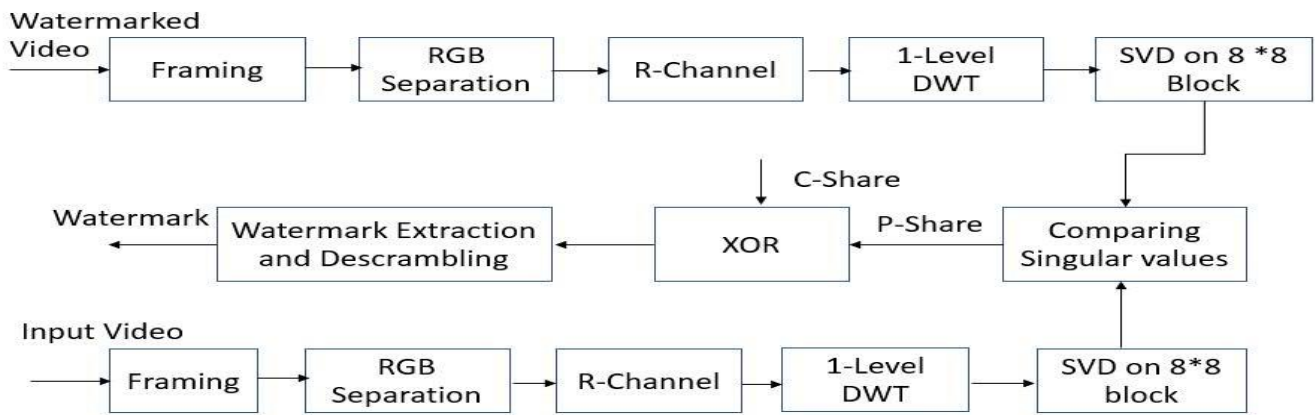 Watermarked
Video
Framing
RGB
Separation
R-Channel
1-Level
DWT
SVD on 8 *8
Block
C-Share
Watermark
Watermark Extraction
and Descrambling
XOR
P-Share
Comparing
Singular values
Input Video
Framing
RGB
Separation
R-Channel
1-Level
DWT
SVD on 8*8
block